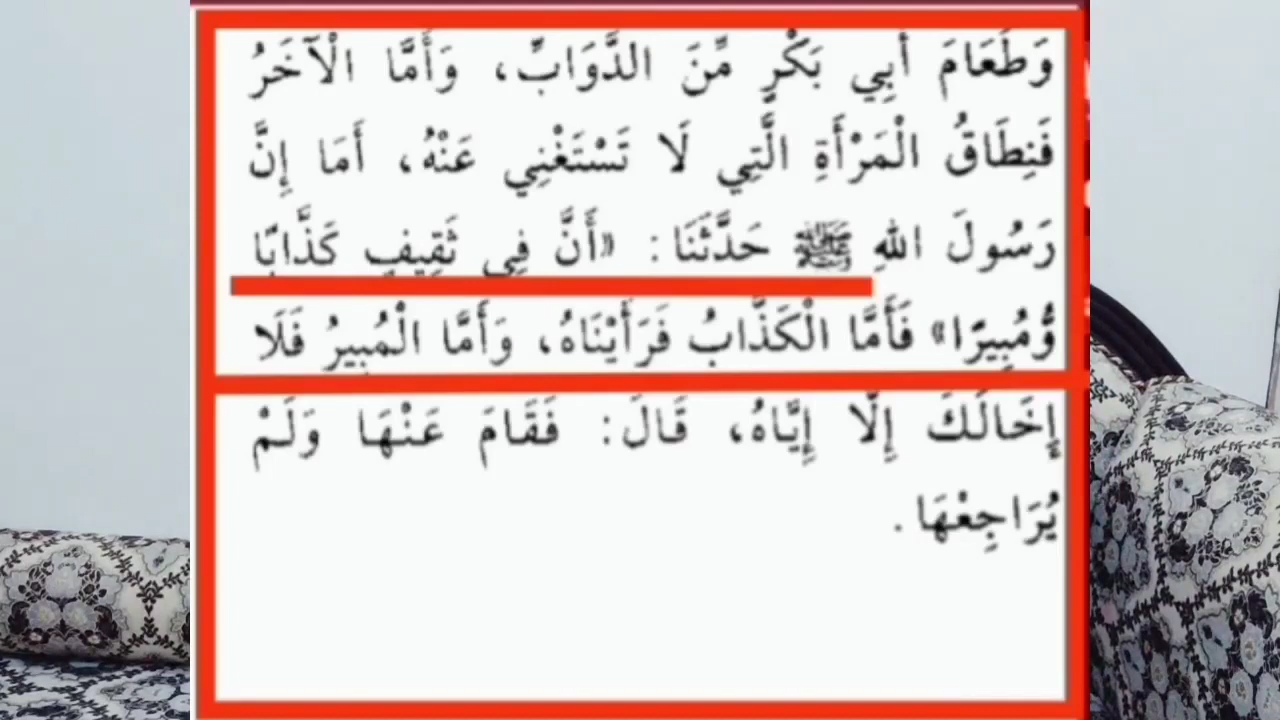 وَطَعَامَ أَبِي بَكْرٍ مِّنَ الدَّوَابِّ، وَأَمَّا الْآخَرُ
فَنِطَاقُ الْمَرْأَةِ الَّتِي لَا تَسْتَغْنِي عَنْهُ، أَمَا إِنَّ
رَسُولَ اللهِ ﷺ حَدَّثَنَا: «أَنَّ فِي ثَقِيفٍ كَذَّابًا
وَّمُبِيرًا» فَأَمَّا الْكَذَّابُ فَرَأَيْنَاهُ، وَأَمَّا الْمُبِيرُ فَلَا
إِخَالُكَ إِلَّا إِيَّاهُ، قَالَ: فَقَامَ عَنْهَا وَلَمْ
يُرَاجِعْهَا.